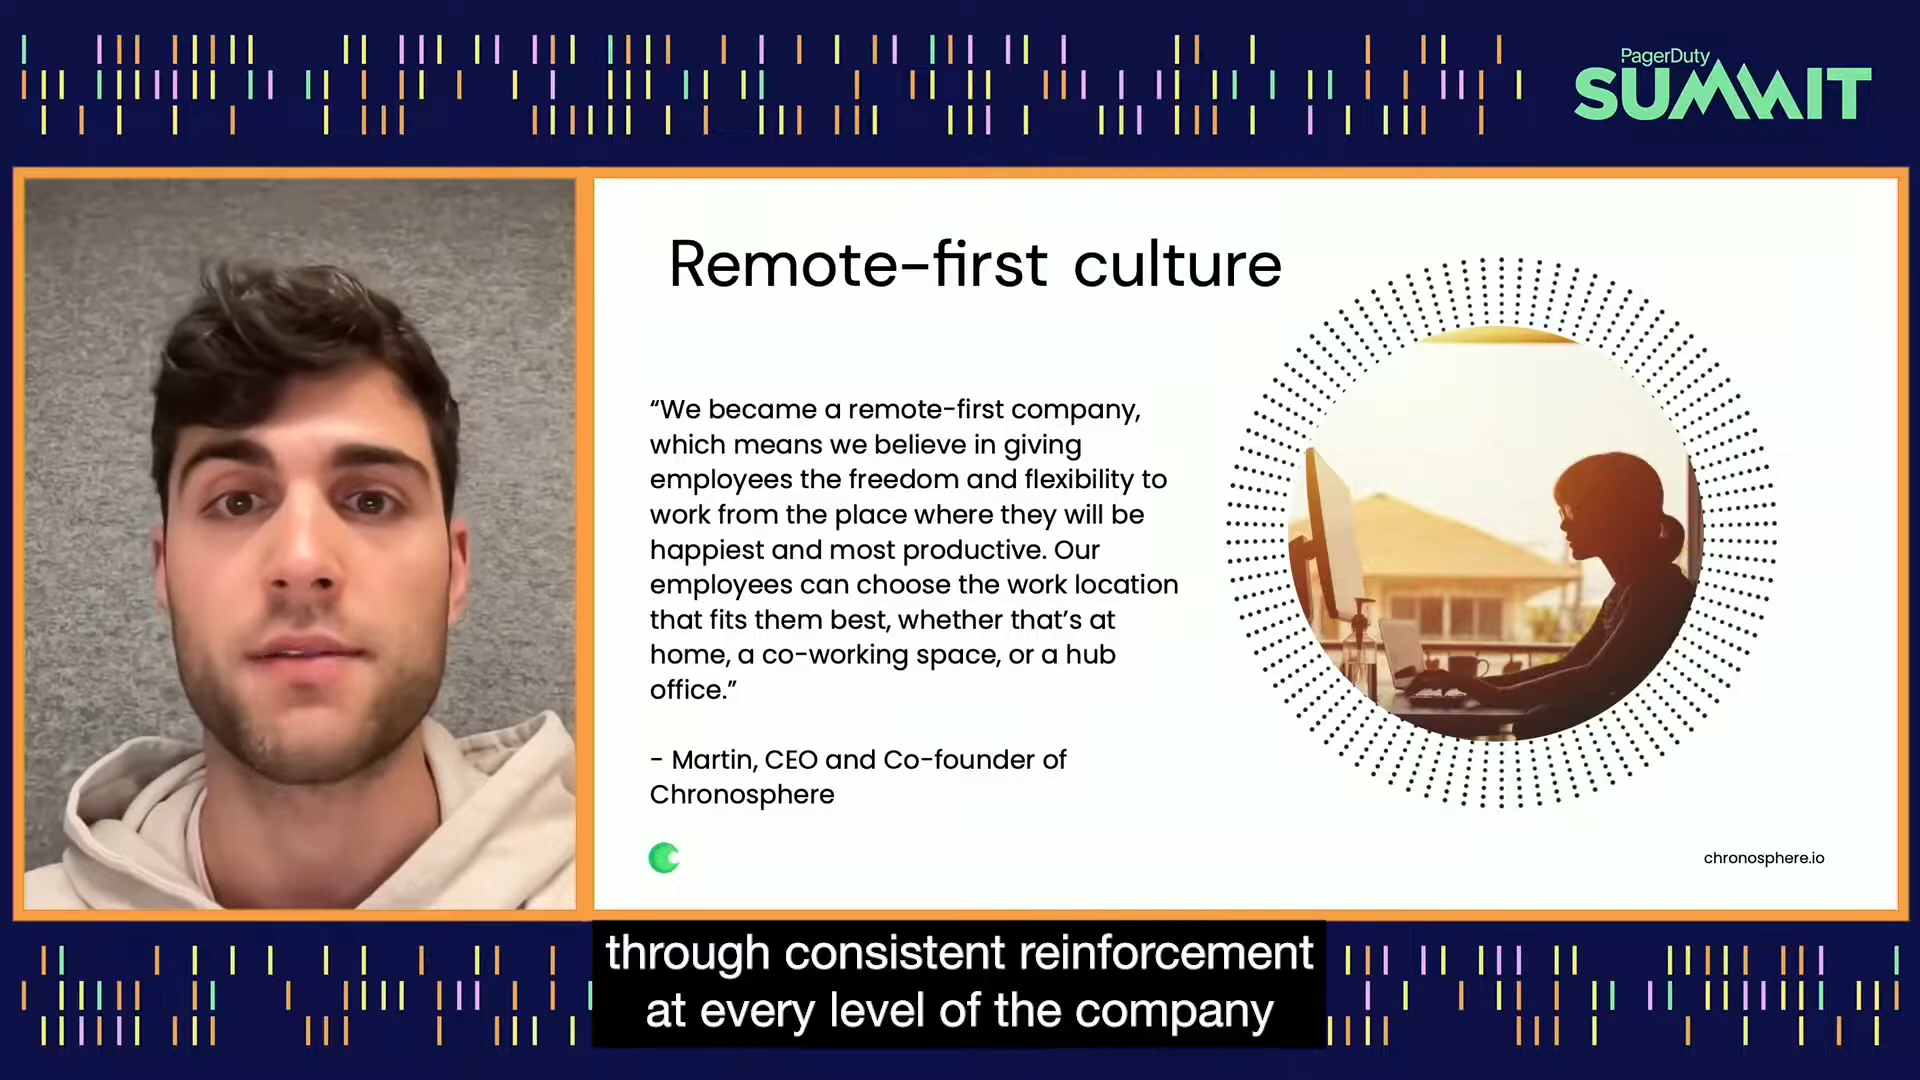 PagerDuty
SUMMIT
Remote-first culture
“We became a remote-first company,
which means we believe in giving
employees the freedom and flexibility to
work from the place where they will be
happiest and most productive. Our
employees can choose the work location
that fits them best, whether that’s at
home, a co-working space, or a hub
office.”
- Martin, CEO and Co-founder of
Chronosphere
chronosphere.io
through consistent reinforcement
at every level of the company